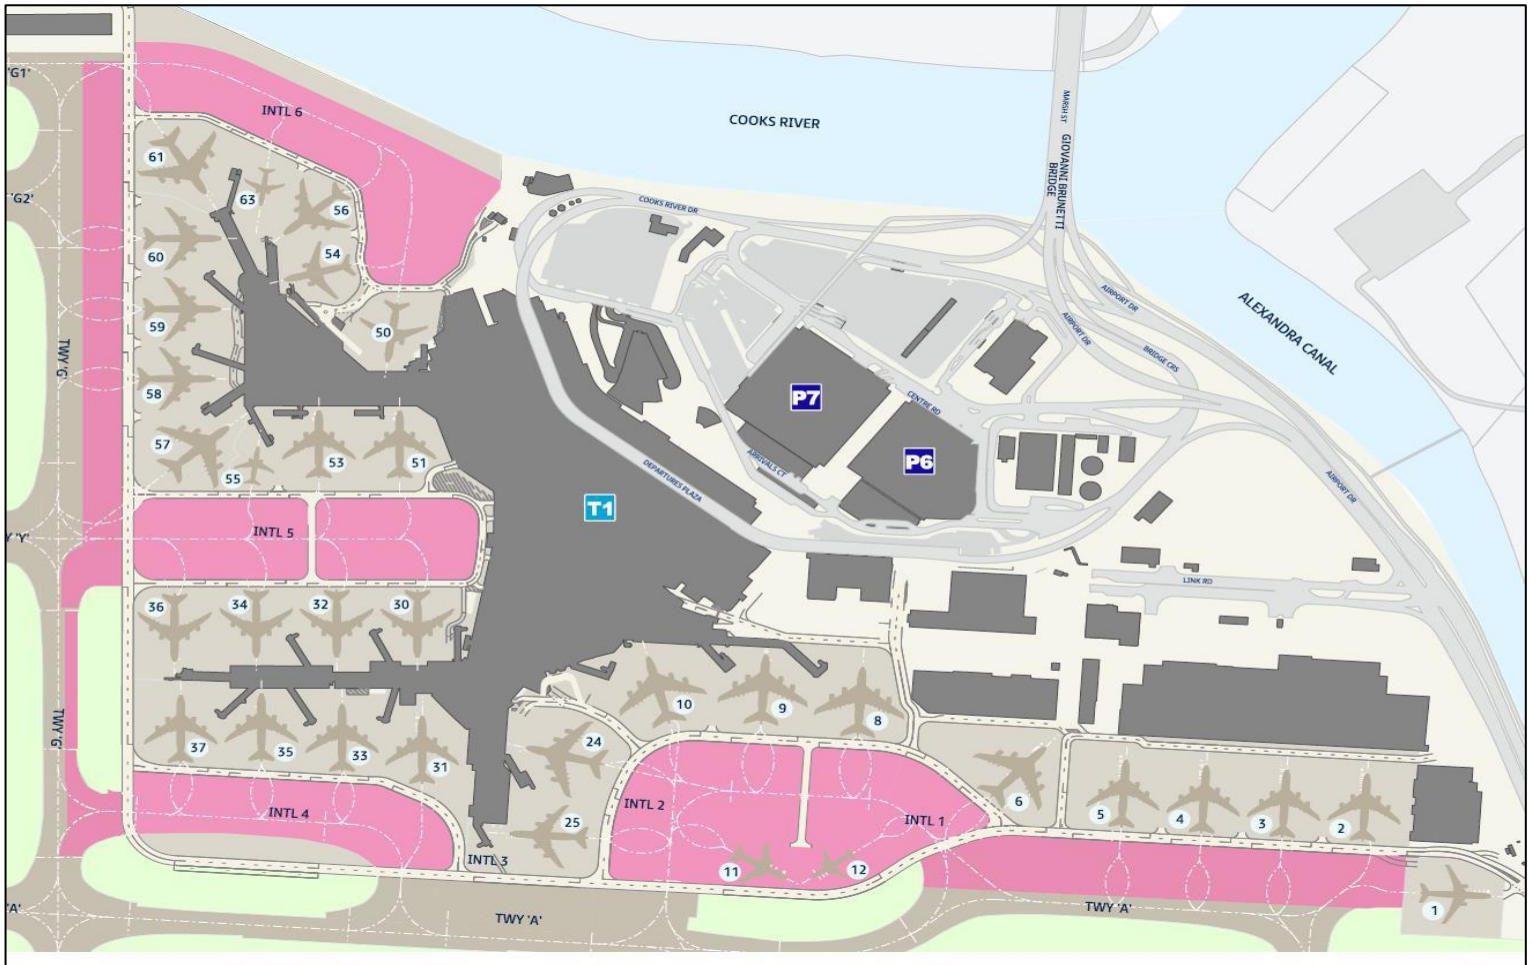 'G1'
INTL 6
COOKS RIVER
MARSH ST
GIOVANNI BRUNETTI
BRIDGE
61
63
56
'G2'
COOKS RIVER DR
60
54
59
50
AIRPORT DR
AIRPORT DR
ALEXANDRA CANAL
TWY 'G'
BRIDGE CRS
58
P7
CENTRE RD
57
55
53
51
DEPARTURES PLAZA
ARRIVALS CT
P6
AIRPORT DR
T1
INTL 5
Y 'Y'
LINK RD
36
34
32
30
TWY 'G'
37
35
33
31
24
10
9
8
INTL 4
INTL 2
INTL 1
6
5
4
3
2
25
INTL 3
11
12
'A'
TWY 'A'
TWY 'A'
1